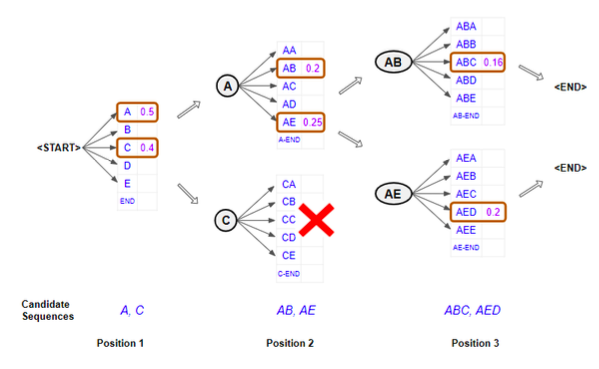 <START>
A 0.5
B
C 0.4
D
E
END
A
AA
AB 0.2
AC
AD
AE 0.25
A-END
C
CA
CB
CC
CD
CE
C-END
AB
ABA
ABB
ABC 0.16
ABD
ABE
AB-END
<END>
AE
AEA
AEB
AEC
AED 0.2
AEE
AE-END
<END>
Candidate
Sequences
A, C
AB, AE
ABC, AED
Position 1
Position 2
Position 3